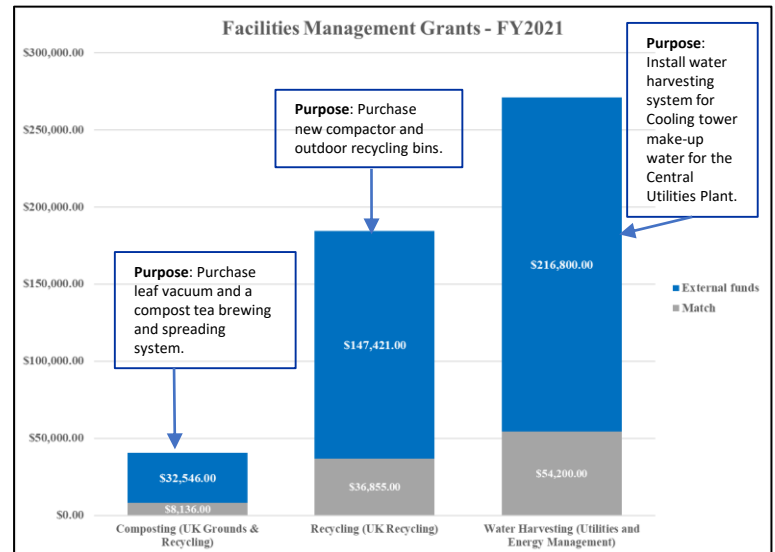 Facilities Management Grants - FY2021
$300,000.00
$250,000.00
$200,000.00
$150,000.00
$100,000.00
$50,000.00
$0.00
Purpose: Purchase
leaf vacuum and a
compost tea brewing
and spreading
system.
Purpose: Purchase
new compactor and
outdoor recycling bins.
Purpose:
Install water
harvesting
system for
Cooling tower
make-up
water for the
Central
Utilities Plant.
$32,546.00
$8,136.00
$147,421.00
$36,855.00
$216,800.00
$54,200.00
External funds
Match
Composting (UK Grounds &
Recycling)
Recycling (UK Recycling)
Water Harvesting (Utilities and
Energy Management)